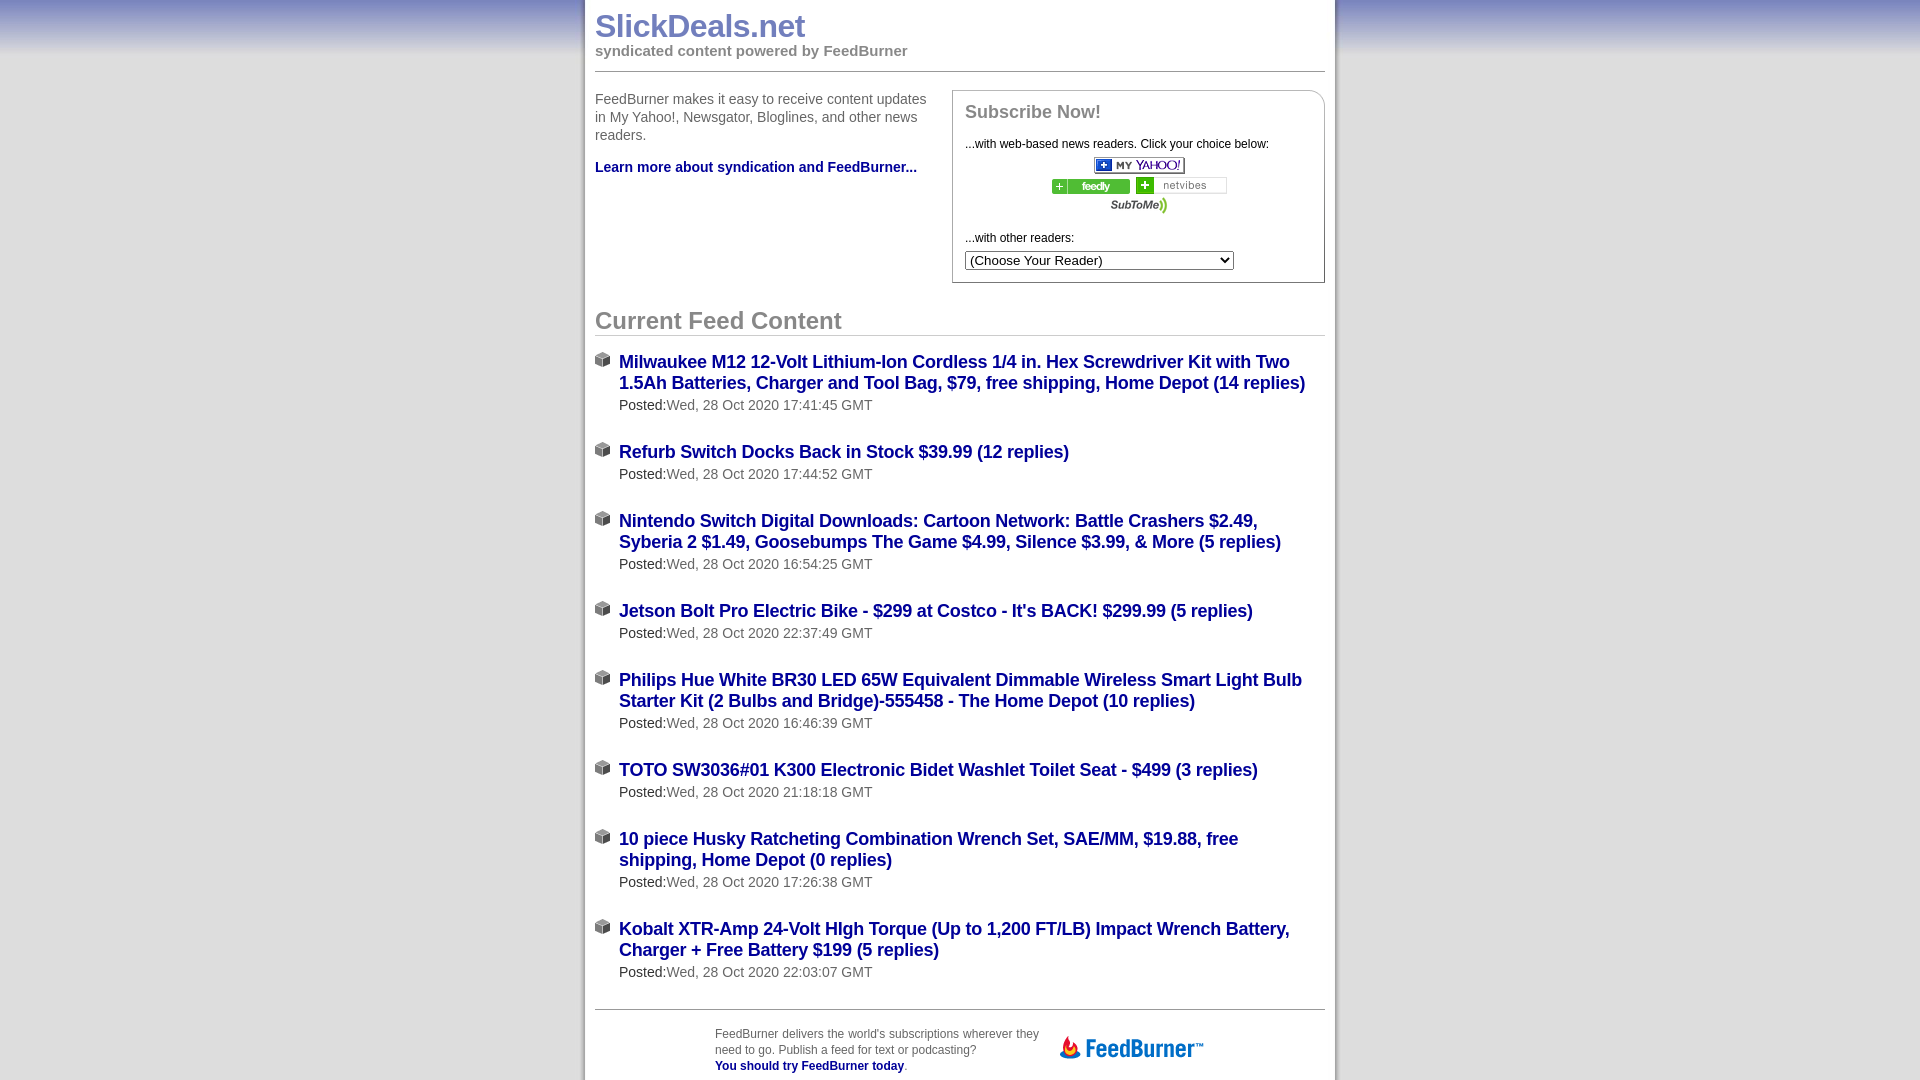 SlickDeals.net
syndicated content powered by FeedBurner
FeedBurner makes it easy to receive content updates
in My Yahoo!, Newsgator, Bloglines, and other news
readers.
Learn more about syndication and FeedBurner...
Subscribe Now!
...with web-based news readers. Click your choice below:
MY YAHOO!
feedly
netvibes
SubToMe
...with other readers:
(Choose Your Reader)
Current Feed Content
Milwaukee M12 12-Volt Lithium-Ion Cordless 1/4 in. Hex Screwdriver Kit with Two
1.5Ah Batteries, Charger and Tool Bag, $79, free shipping, Home Depot (14 replies)
Posted:Wed, 28 Oct 2020 17:41:45 GMT
Refurb Switch Docks Back in Stock $39.99 (12 replies)
Posted:Wed, 28 Oct 2020 17:44:52 GMT
Nintendo Switch Digital Downloads: Cartoon Network: Battle Crashers $2.49,
Syberia 2 $1.49, Goosebumps The Game $4.99, Silence $3.99, & More (5 replies)
Posted:Wed, 28 Oct 2020 16:54:25 GMT
Jetson Bolt Pro Electric Bike - $299 at Costco - It's BACK! $299.99 (5 replies)
Posted:Wed, 28 Oct 2020 22:37:49 GMT
Philips Hue White BR30 LED 65W Equivalent Dimmable Wireless Smart Light Bulb
Starter Kit (2 Bulbs and Bridge)-555458 - The Home Depot (10 replies)
Posted:Wed, 28 Oct 2020 16:46:39 GMT
TOTO SW3036#01 K300 Electronic Bidet Washlet Toilet Seat - $499 (3 replies)
Posted:Wed, 28 Oct 2020 21:18:18 GMT
10 piece Husky Ratcheting Combination Wrench Set, SAE/MM, $19.88, free
shipping, Home Depot (0 replies)
Posted:Wed, 28 Oct 2020 17:26:38 GMT
Kobalt XTR-Amp 24-Volt HIgh Torque (Up to 1,200 FT/LB) Impact Wrench Battery,
Charger + Free Battery $199 (5 replies)
Posted:Wed, 28 Oct 2020 22:03:07 GMT
FeedBurner delivers the world's subscriptions wherever they
need to go. Publish a feed for text or podcasting?
You should try FeedBurner today.
FeedBurner™